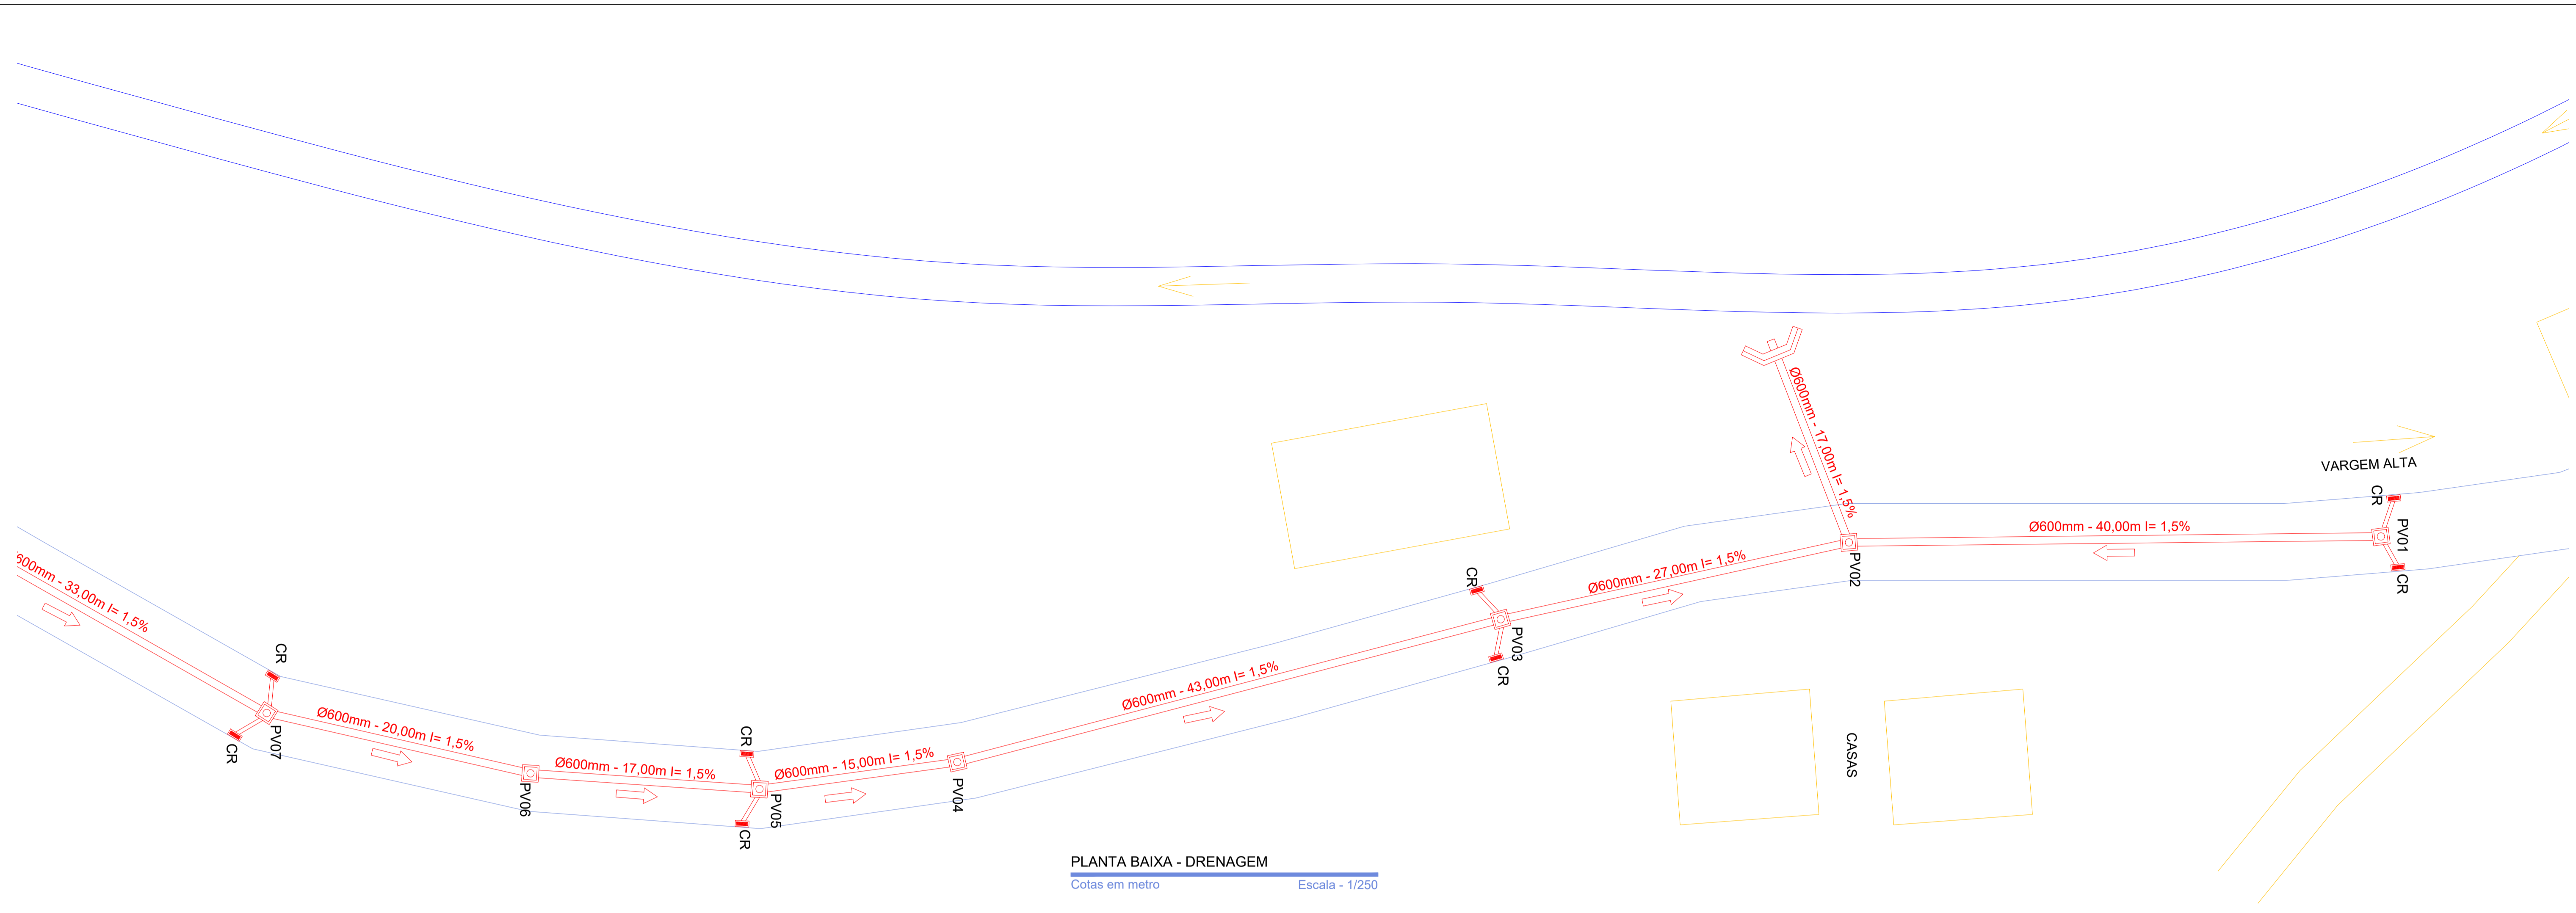 Ø600mm - 17,00m I= 1,5%
VARGEM ALTA
CR
PV01
CR
Ø600mm - 40,00m I= 1,5%
PV02
Ø600mm - 27,00m I= 1,5%
CR
PV03
CR
600mm - 33,00m I= 1,5%
CR
PV07
CR
Ø600mm - 20,00m I= 1,5%
PV06
Ø600mm - 17,00m I= 1,5%
CR
PV05
CR
Ø600mm - 15,00m I= 1,5%
PV04
Ø600mm - 43,00m I= 1,5%
CASAS
PLANTA BAIXA - DRENAGEM
Cotas em metro
Escala - 1/250